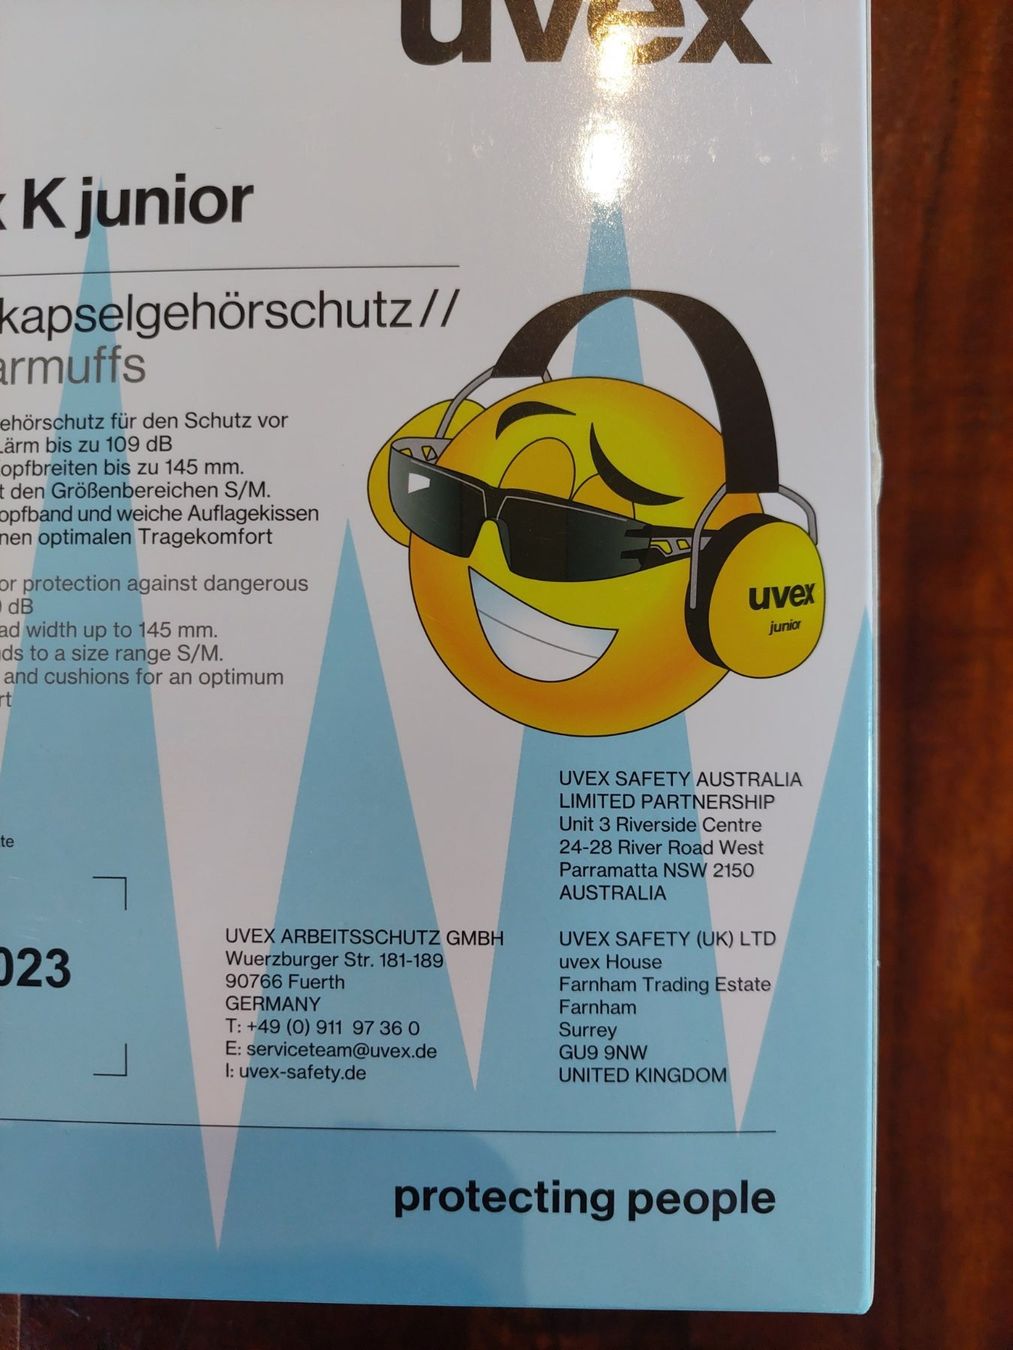 uvex
K junior
kapselgehörschutz//
armuffs
ehörschutz für den Schutz vor
Lärm bis zu 109 dB
opfbreiten bis zu 145 mm.
t den Größenbereichen S/M.
opfband und weiche Auflagekissen
nen optimalen Tragekomfort
or protection against dangerous
dB
ad width up to 145 mm.
ds to a size range S/M.
and cushions for an optimum
rt
uvex
junior
te
023
UVEX SAFETY AUSTRALIA
LIMITED PARTNERSHIP
Unit 3 Riverside Centre
24-28 River Road West
Parramatta NSW 2150
AUSTRALIA
UVEX ARBEITSSCHUTZ GMBH
Wuerzburger Str. 181-189
90766 Fuerth
GERMANY
T: +49 (0) 911 97 36 0
E: serviceteam@uvex.de
I: uvex-safety.de
UVEX SAFETY (UK) LTD
uvex House
Farnham Trading Estate
Farnham
Surrey
GU9 9NW
UNITED KINGDOM
protecting people